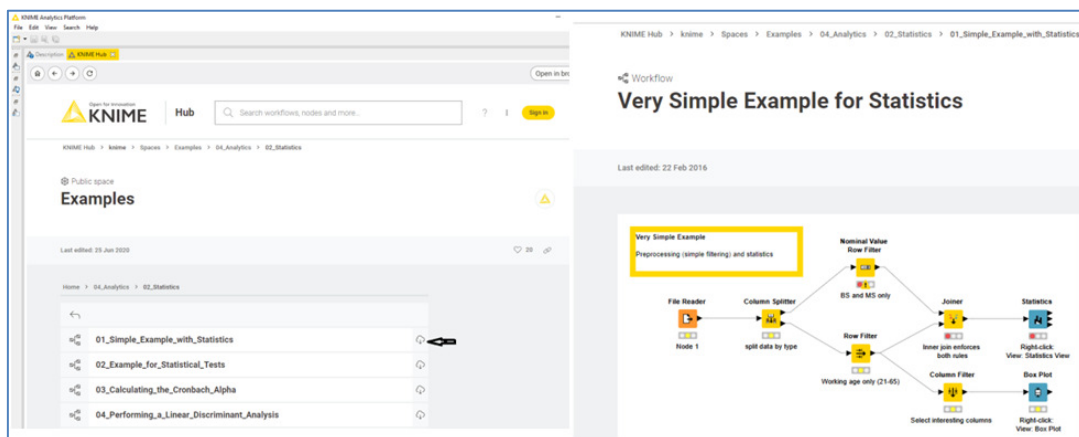 KNIME Analytics Platform
File Edit View Search Help
Description KNIME Hub
Open in bro
Open for Innovation
KNIME Hub Search workflows, nodes and more... ? Sign in
KNIME Hub > knime > Spaces > Examples > 04_Analytics > 02_Statistics
Public space
Examples
Last edited: 25 Jun 2020 20
Home > 04_Analytics > 02_Statistics
01_Simple_Example_with_Statistics
02_Example_for_Statistical_Tests
03_Calculating_the_Cronbach_Alpha
04_Performing_a_Linear_Discriminant_Analysis
KNIME Hub > knime > Spaces > Examples > 04_Analytics > 02_Statistics > 01_Simple_Example_with_Statistics
Workflow
Very Simple Example for Statistics
Last edited: 22 Feb 2016
Very Simple Example
Preprocessing (simple filtering) and statistics
Nominal Value
Row Filter
BS and MS only
File Reader
Node 1
Column Splitter
split data by type
Joiner
Inner join enforces
both rules
Statistics
Right-click:
View: Statistics View
Row Filter
Working age only (21-65)
Column Filter
Select interesting columns
Box Plot
Right-click:
View: Box Plot